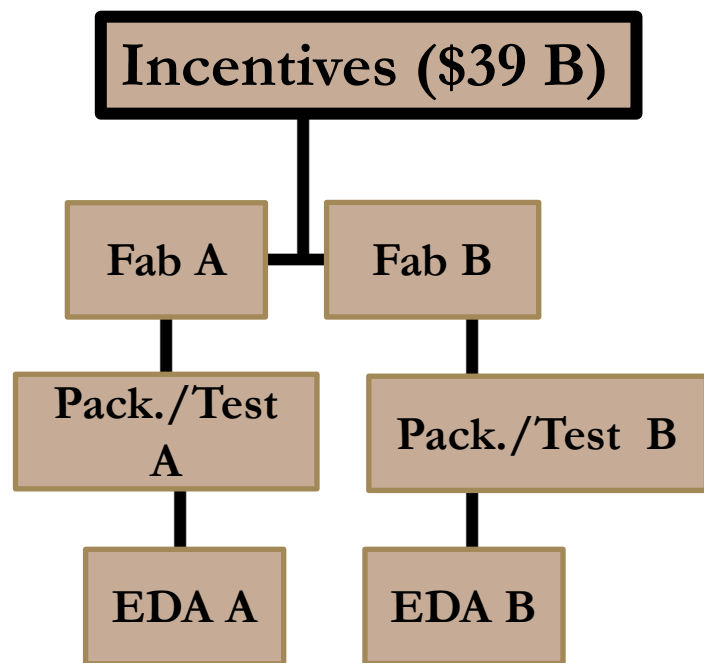 Incentives ($39 B)
Fab A
Fab B
Pack./Test
A
Pack./Test B
EDA A
EDA B